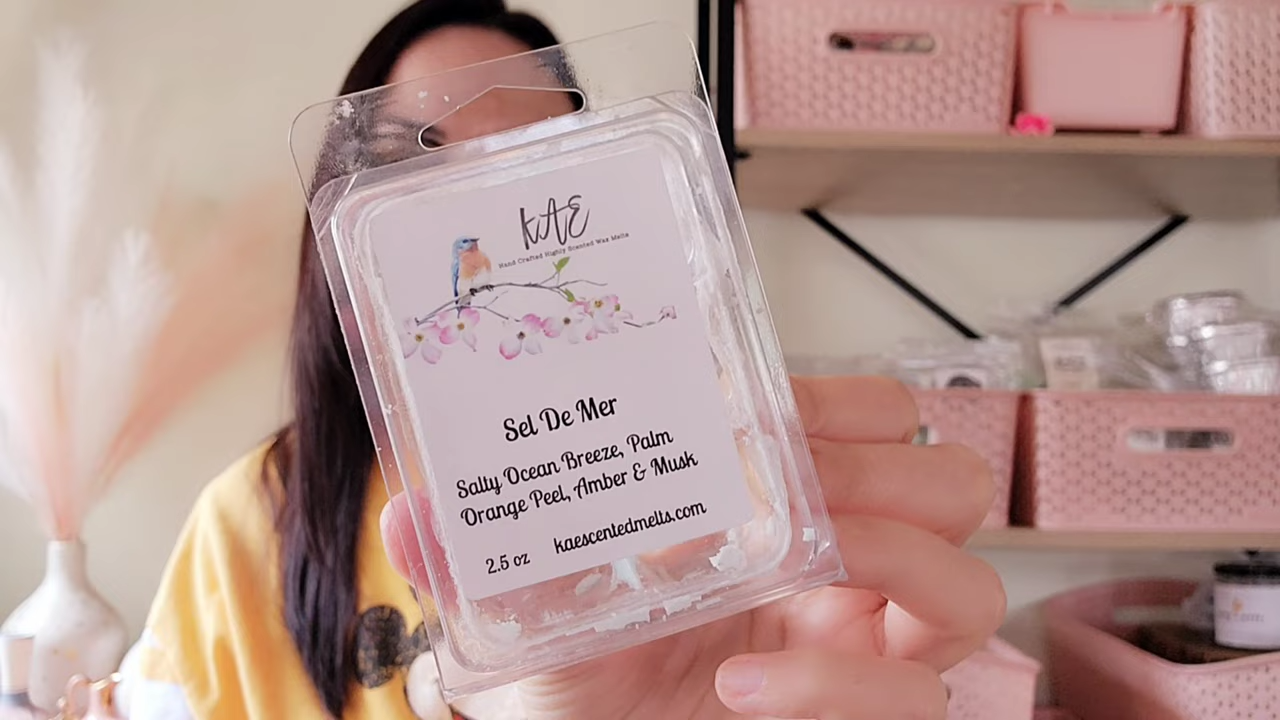 KAE
Hand Crafted Highly Scented Wax Melts
Sel De Mer
Salty Ocean Breeze, Palm
Orange Peel, Amber & Musk
2.5 oz kaescentedmelts.com